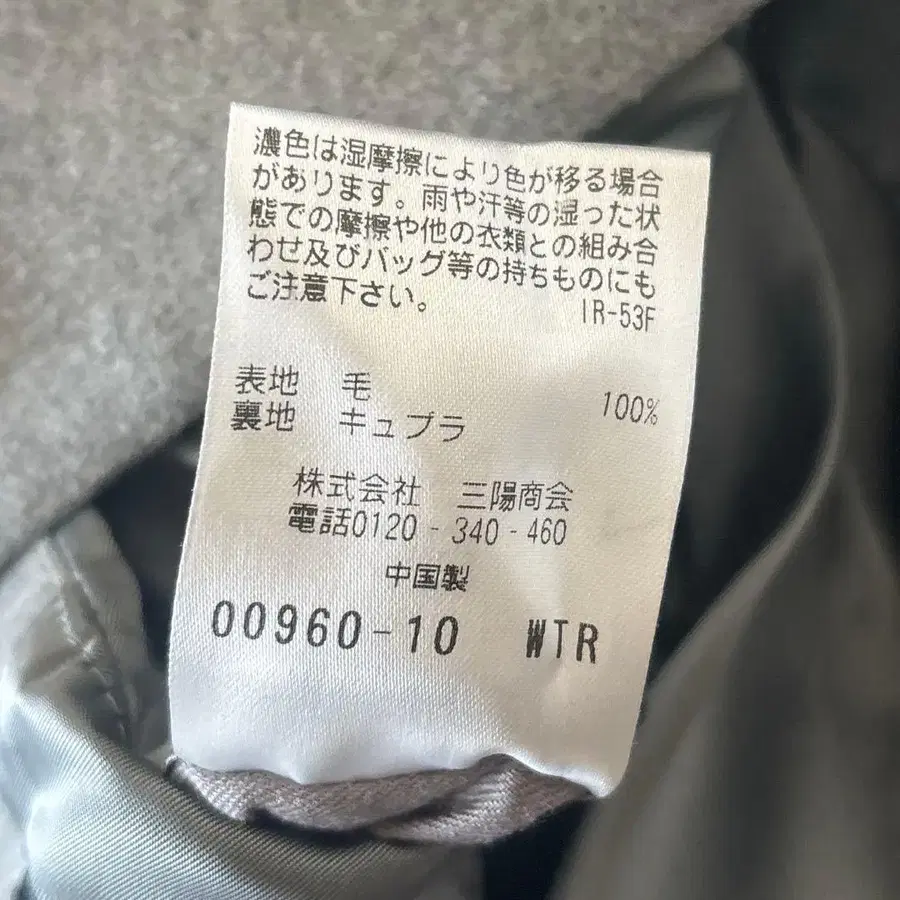 濃色は湿摩擦により色が移る場合
があります。雨や汗等の湿った状
態での摩擦や他の衣類との組み合
わせ及びバッグ等の持ちものにも
ご注意下さい。 IR-53F
表地 毛 100%
裏地 キュプラ
株式会社 三陽商会
電話0120-340-460
中国製
00960-10 WTR